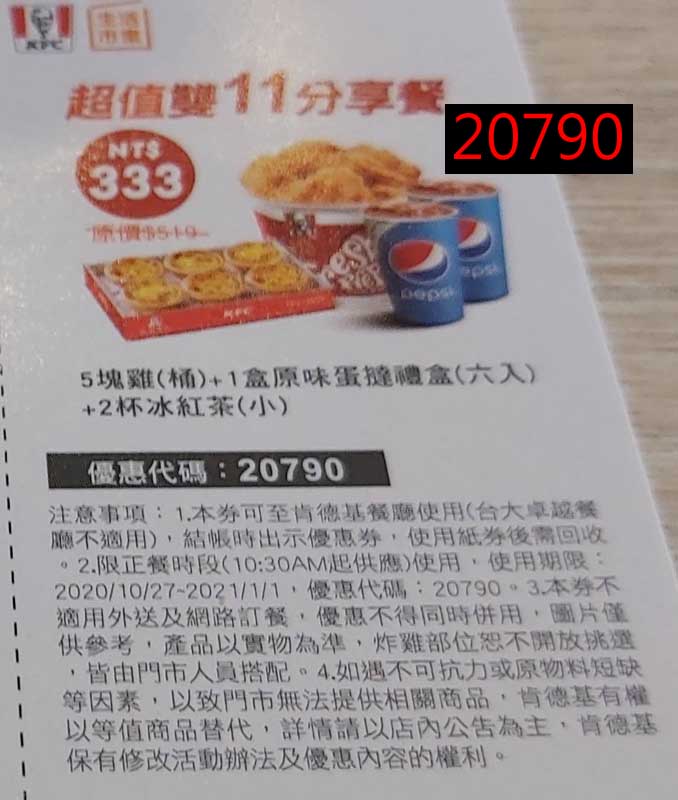 KFC
生活
市集
超值雙11分享餐
20790
NT$
333
原價$519
pepsi
pepsi
KFC
5塊雞(桶)+1盒原味蛋撻禮盒(六入)
+2杯冰紅茶(小)
優惠代碼：20790
注意事項：1.本券可至肯德基餐廳使用(台大卓越餐
廳不適用)，結帳時出示優惠券，使用紙券後需回收
。2.限正餐時段(10:30AM起供應)使用，使用期限：
2020/10/27~2021/1/1，優惠代碼：20790。3.本券不
適用外送及網路訂餐，優惠不得同時併用，圖片僅
供參考，產品以實物為準，炸雞部位恕不開放挑選
，皆由門市人員搭配。4.如遇不可抗力或原物料短缺
等因素，以致門市無法提供相關商品，肯德基有權
以等值商品替代，詳情請以店內公告為主，肯德基
保有修改活動辦法及優惠內容的權利。